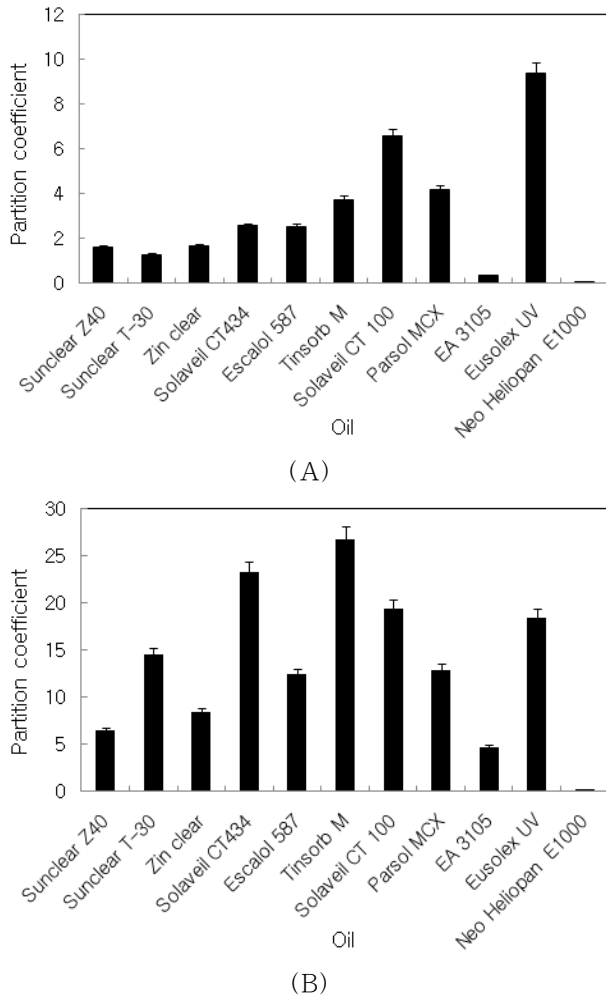 12
10
8
6
4
2
0
Partition coefficient
Sunclear Z40
Sunclear T-30
Zin clear
Solaveil CT434
Escalol 587
Tinsorb M
Solaveil CT 100
Parsol MCX
EA 3105
Eusolex UV
Neo Heliopan E1000
Oil
(A)
30
25
20
15
10
5
0
Partition coefficient
Sunclear Z40
Sunclear T-30
Zin clear
Solaveil CT434
Escalol 587
Tinsorb M
Solaveil CT 100
Parsol MCX
EA 3105
Eusolex UV
Neo Heliopan E1000
Oil
(B)